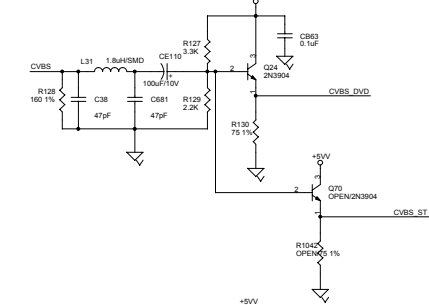 R127
3.3K
CB63
0.1uF
CVBS
L31
1.8uH/SMD
CE110
+
100uF/10V
3
2
1
Q24
2N3904
CVBS_DVD
R128
160 1%
C38
47pF
C681
47pF
R129
2.2K
R130
75 1%
+5VV
3
2
1
Q70
OPEN/2N3904
CVBS_ST
R1042
OPEN/75 1%
+5VV